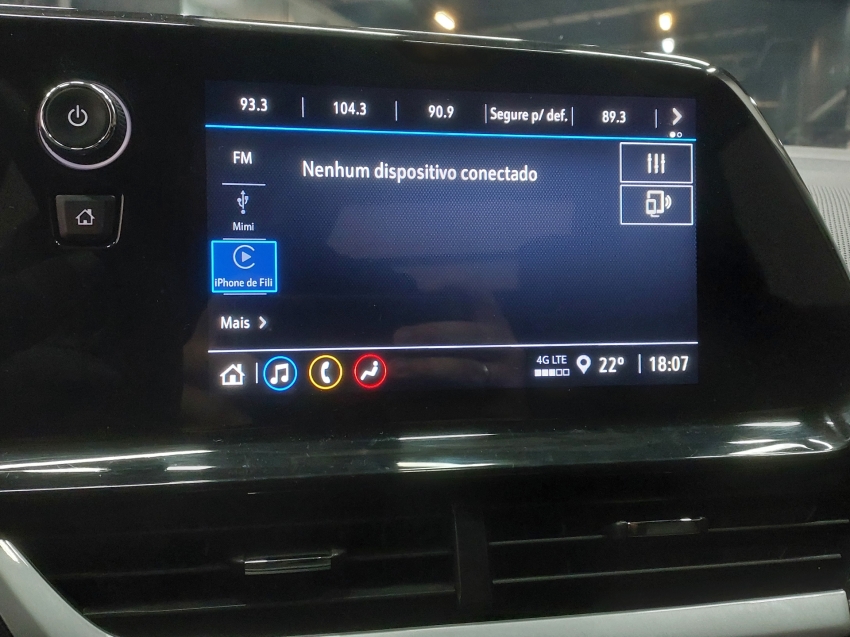 93.3 104.3 90.9 Segure p/ def. 89.3
FM
Nenhum dispositivo conectado
Mimi
iPhone de Fili
Mais
4G LTE
22º 18:07